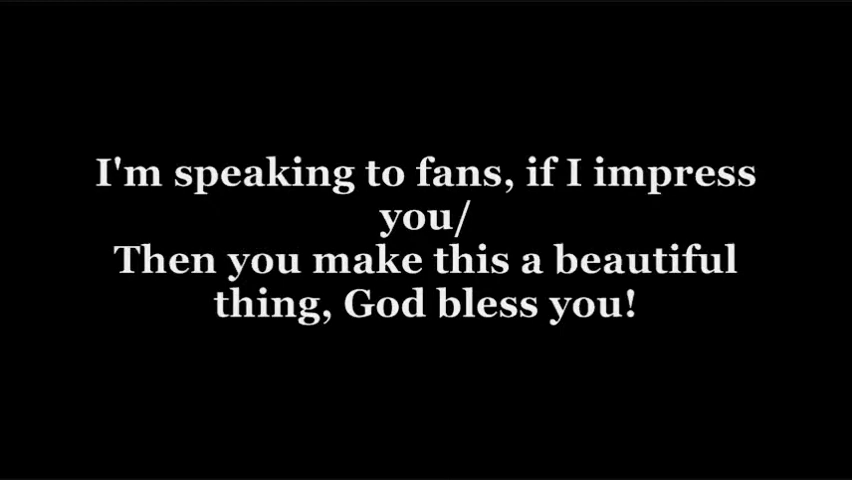 I'm speaking to fans, if I impress
you/
Then you make this a beautiful
thing, God bless you!